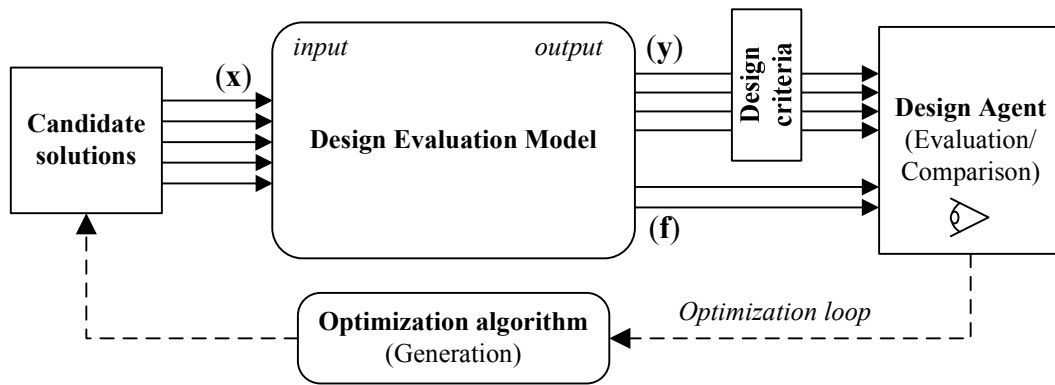 input
output
(x)
(y)
Design
criteria
Candidate
solutions
Design Evaluation Model
Design Agent
(Evaluation/
Comparison)
(f)
Optimization algorithm
(Generation)
Optimization loop